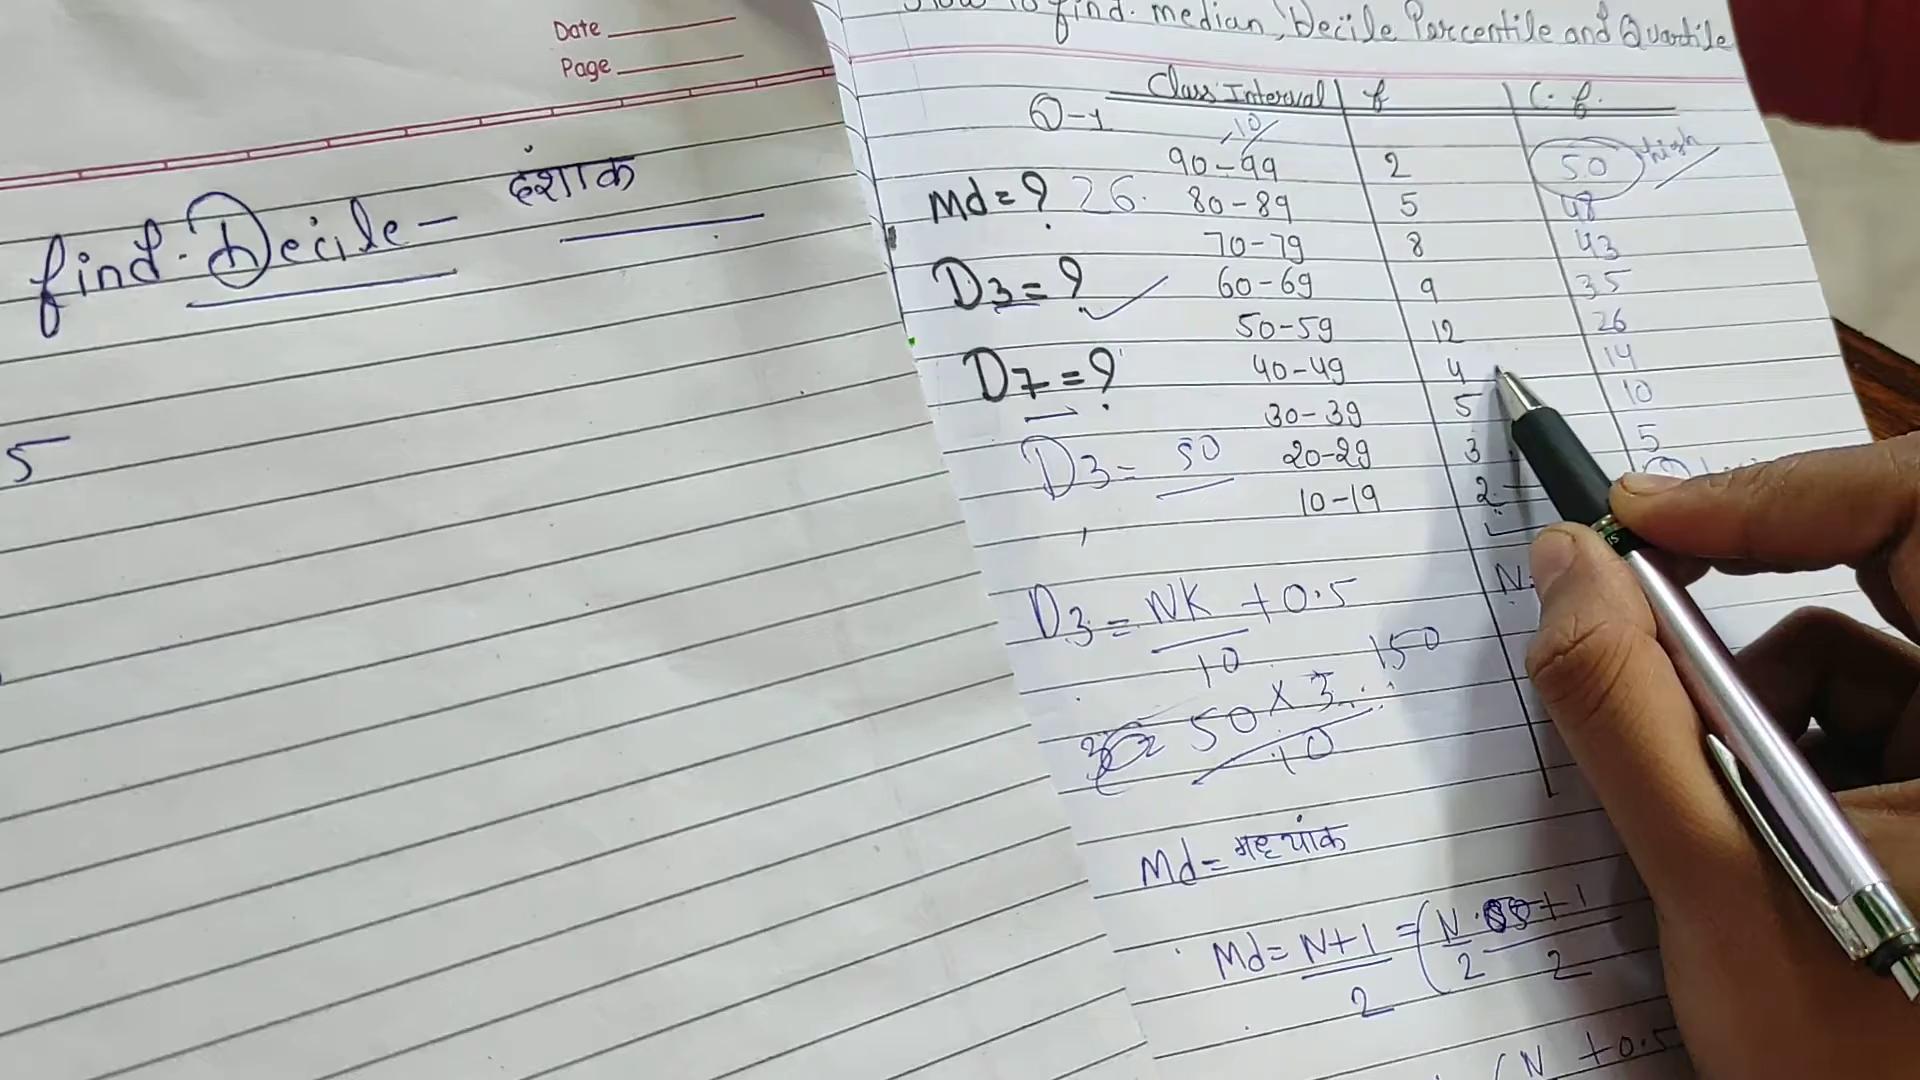 Date
Page
find. Decile - दंशाक
5
find. median, Decile Percentile and Quartile
Class Interval f C.f.
Q-1 10
90-99 2 50 high
Md = ? 26. 80-89 5 48
70-79 8 43
D3 = ? 60-69 9 35
50-59 12 26
D7 = ? 40-49 4 14
30-39 5 10
D3 = 50 20-29 3 5
10-19 2
D3 = NK/10 + 0.5 N
50 × 3 / 10 150
Md = मध्यांक
Md = N+1/2 = (N +1
2 2
(N +0.5